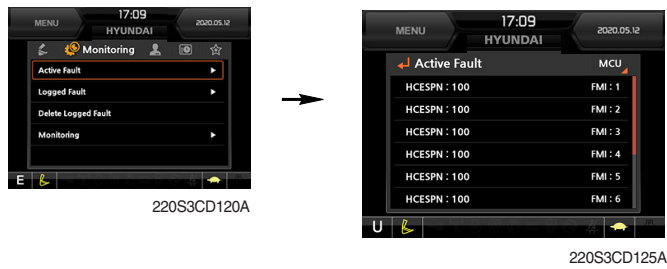 MENU 17:09 2020.05.12
HYUNDAI
Monitoring
Active Fault
Logged Fault
Delete Logged Fault
Monitoring
E
220S3CD120A
MENU 17:09 2020.05.12
HYUNDAI
Active Fault MCU
HCESPN : 100 FMI : 1
HCESPN : 100 FMI : 2
HCESPN : 100 FMI : 3
HCESPN : 100 FMI : 4
HCESPN : 100 FMI : 5
HCESPN : 100 FMI : 6
U
220S3CD125A